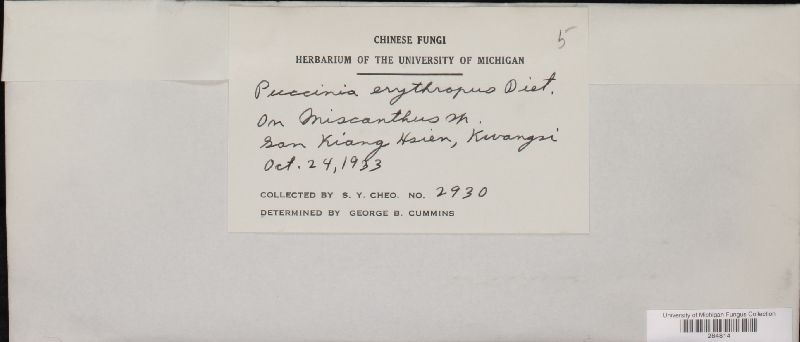 CHINESE FUNGI
5
HERBARIUM OF THE UNIVERSITY OF MICHIGAN
Puccinia erythropus Diet.
On Miscanthus sp.
San Kiang Hsien, Kwangsi
Oct. 24, 1933
COLLECTED BY S. Y. CHEO. NO. 2930
DETERMINED BY GEORGE B. CUMMINS
University of Michigan Fungus Collection
264814